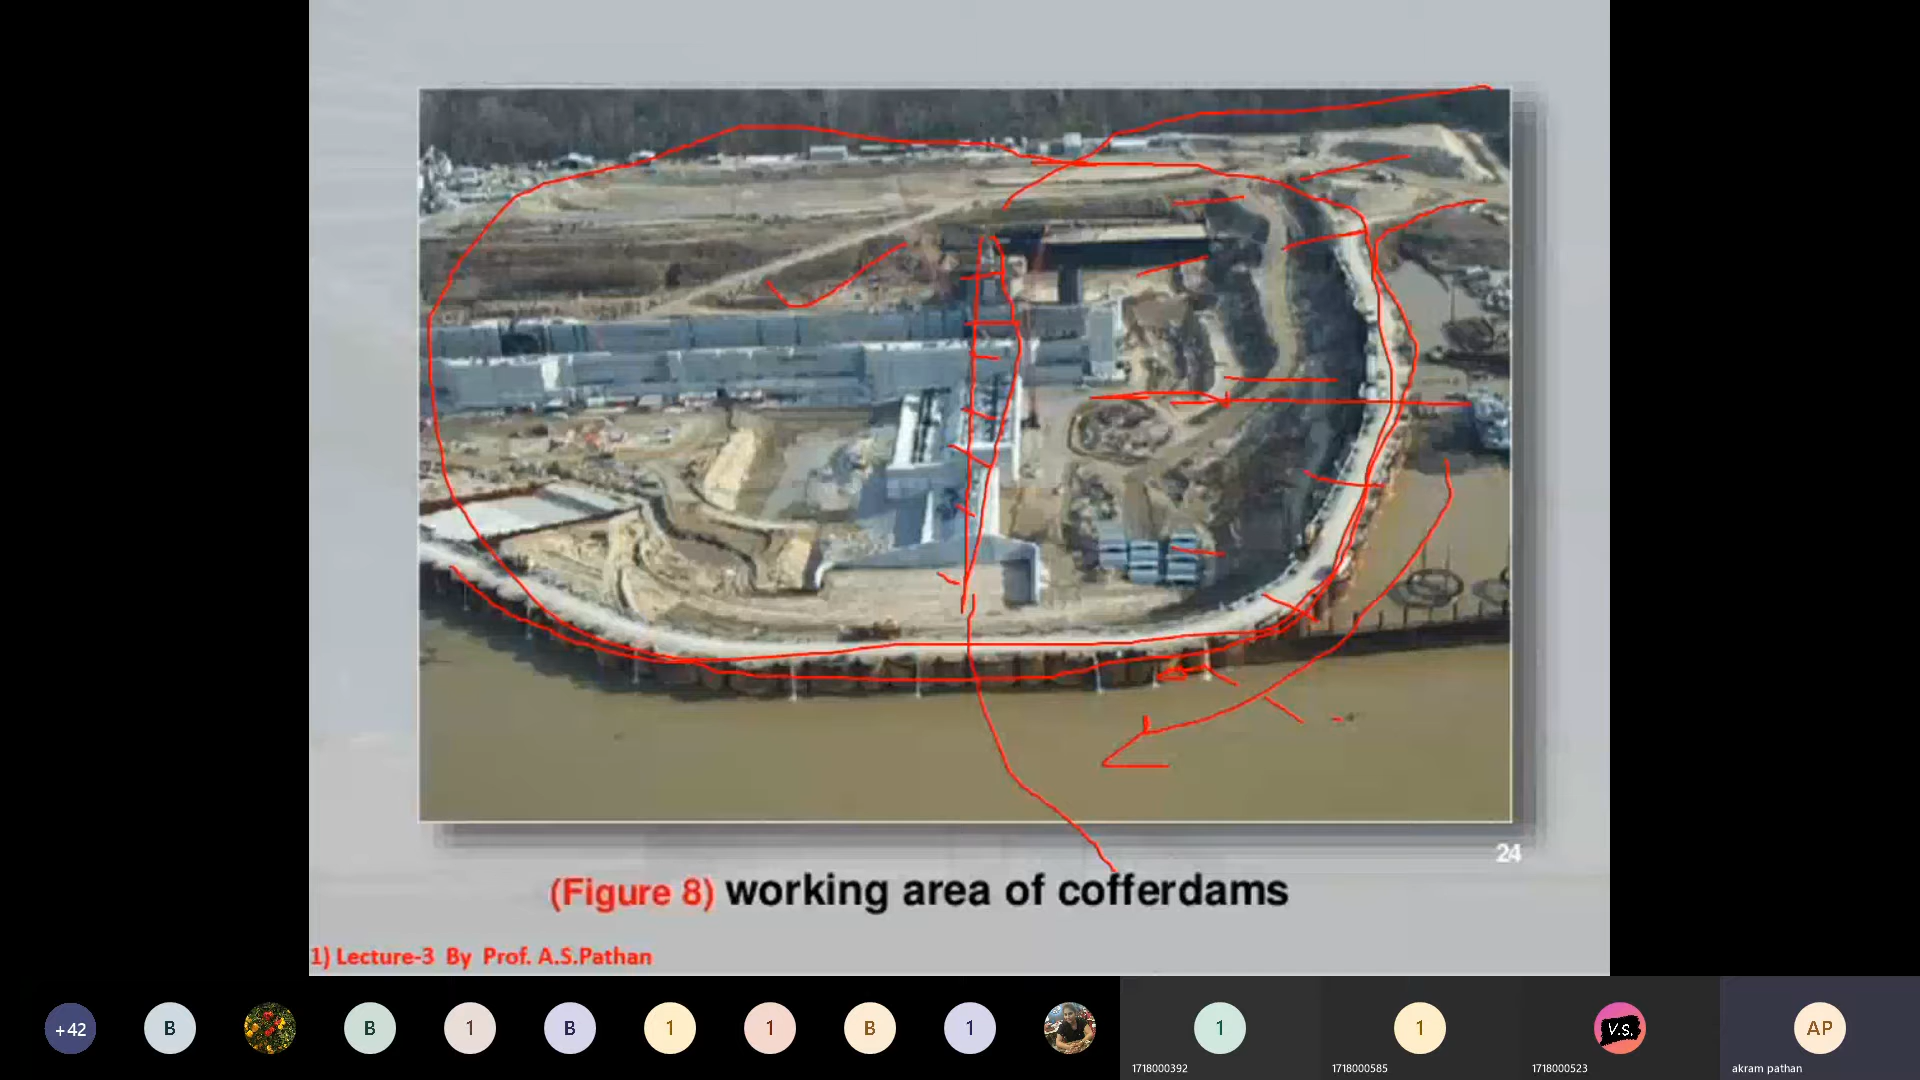 24
(Figure 8) working area of cofferdams
1) Lecture-3 By Prof. A.S.Pathan
+42
B
B
1
B
1
1
B
1
1
1
V.s.
AP
1718000392
1718000585
1718000523
akram pathan